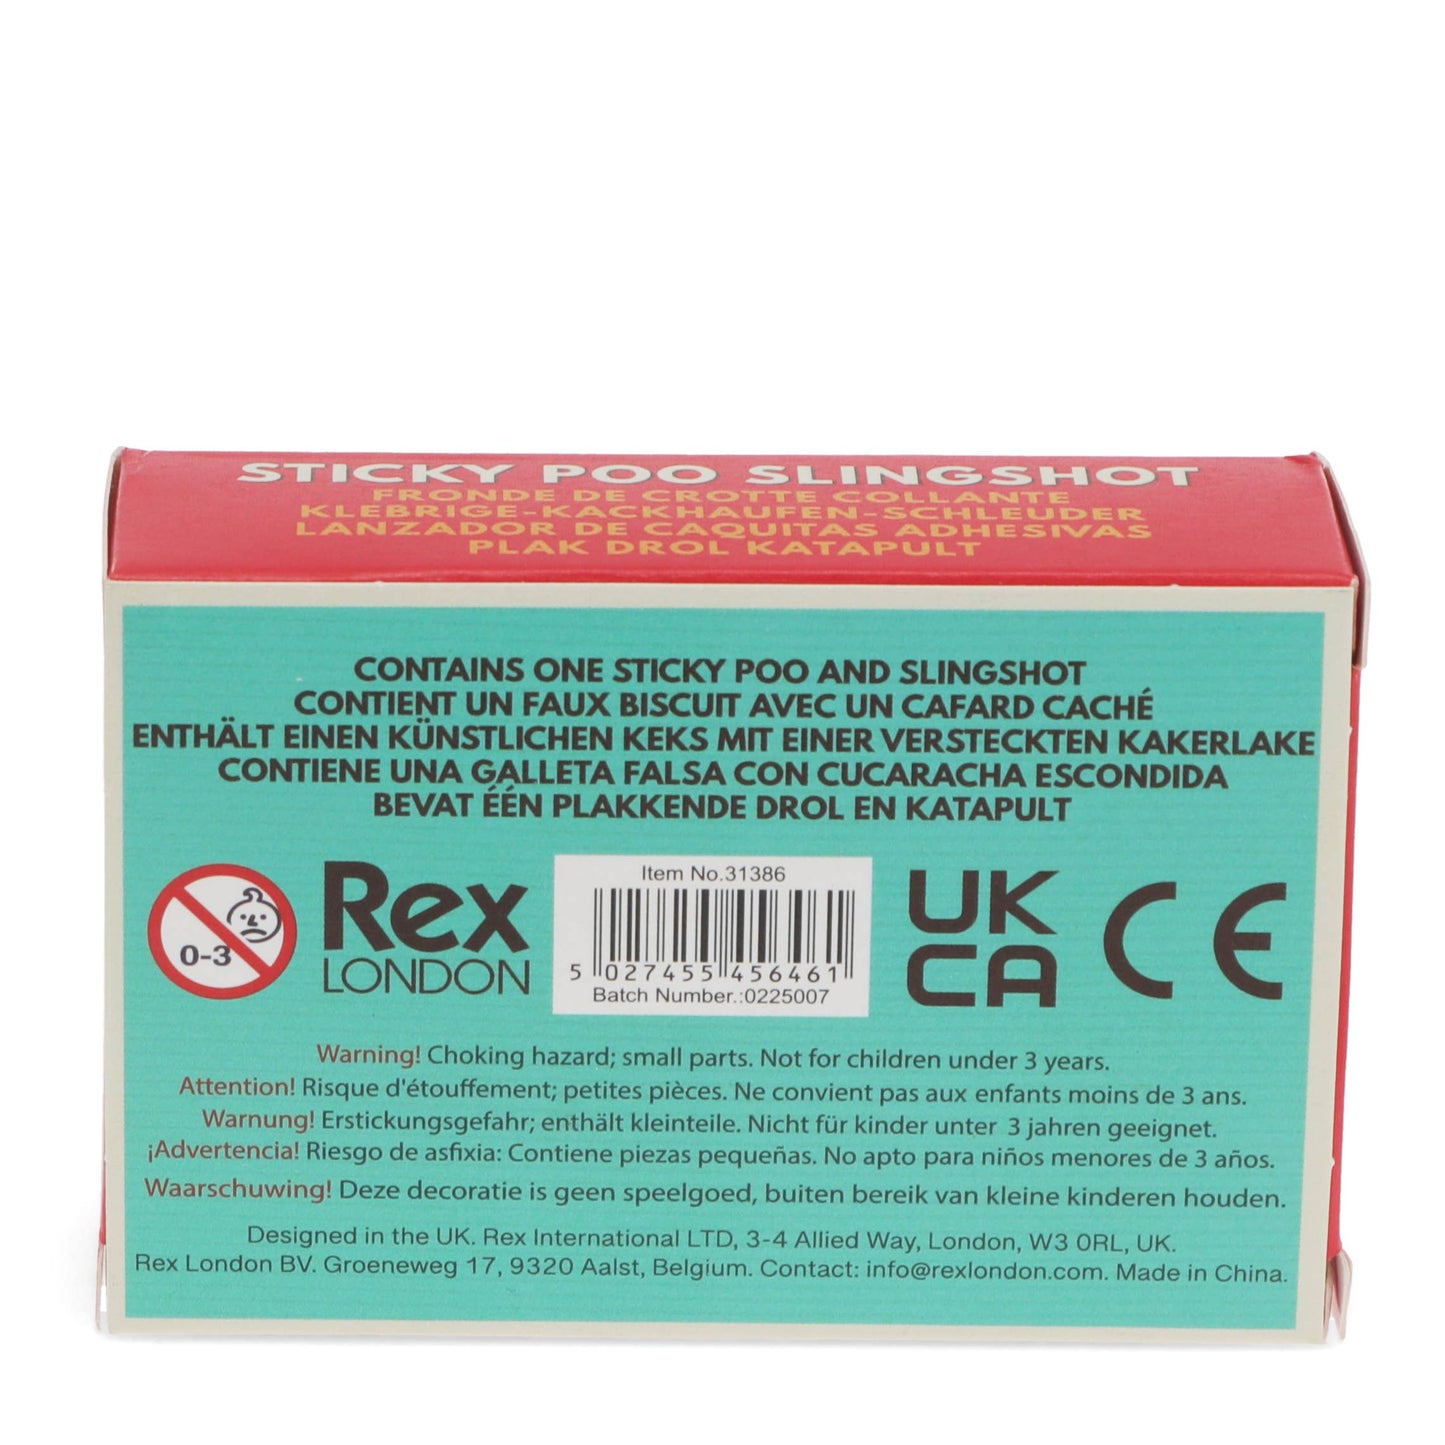 STICKY POO SLINGSHOT
FRONDE DE CROTTE COLLANTE
KLEBRIGE-KACKHAUFEN-SCHLEUDER
LANZADOR DE CAQUITAS ADHESIVAS
PLAK DROL KATAPULT
CONTAINS ONE STICKY POO AND SLINGSHOT
CONTIENT UN FAUX BISCUIT AVEC UN CAFARD CACHÉ
ENTHÄLT EINEN KÜNSTLICHEN KEKS MIT EINER VERSTECKTEN KAKERLAKE
CONTIENE UNA GALLETA FALSA CON CUCARACHA ESCONDIDA
BEVAT ÉÉN PLAKKENDE DROL EN KATAPULT
0-3
Rex
LONDON
Item No.31386
5 027455 456461
Batch Number.:0225007
UK
CA
CE
Warning! Choking hazard; small parts. Not for children under 3 years.
Attention! Risque d'étouffement; petites pièces. Ne convient pas aux enfants moins de 3 ans.
Warnung! Erstickungsgefahr; enthält kleinteile. Nicht für kinder unter 3 jahren geeignet.
¡Advertencia! Riesgo de asfixia: Contiene piezas pequeñas. No apto para niños menores de 3 años.
Waarschuwing! Deze decoratie is geen speelgoed, buiten bereik van kleine kinderen houden.
Designed in the UK. Rex International LTD, 3-4 Allied Way, London, W3 0RL, UK.
Rex London BV. Groeneweg 17, 9320 Aalst, Belgium. Contact: info@rexlondon.com. Made in China.